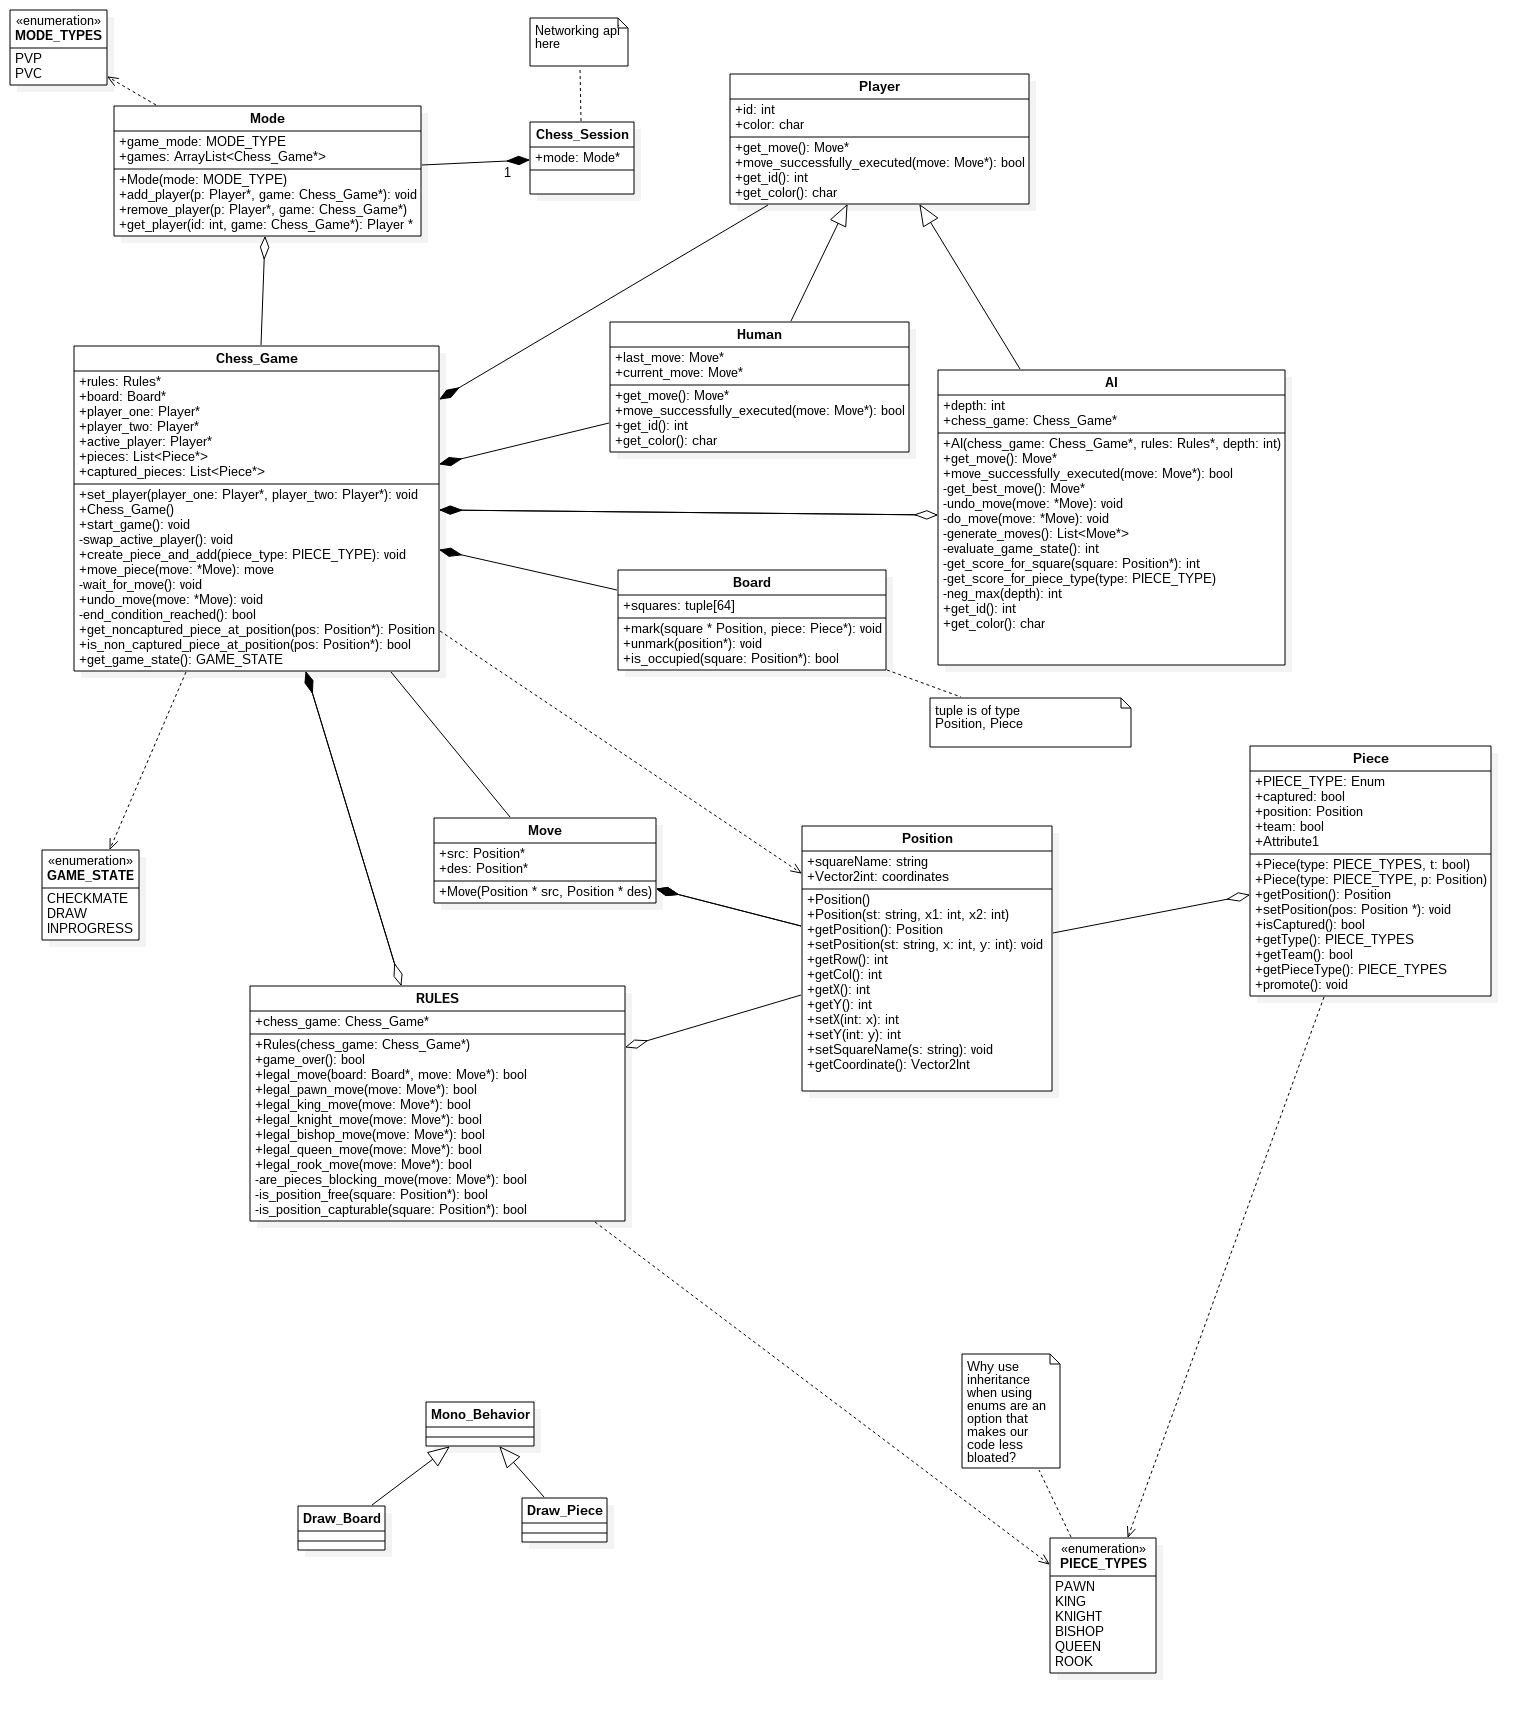 «enumeration»
MODE_TYPES
PVP
PVC
Networking api
here
Mode
+game_mode: MODE_TYPE
+games: ArrayList<Chess_Game*>
+Mode(mode: MODE_TYPE)
+add_player(p: Player*, game: Chess_Game*): void
+remove_player(p: Player*, game: Chess_Game*)
+get_player(id: int, game: Chess_Game*): Player *
1
Chess_Session
+mode: Mode*
Player
+id: int
+color: char
+get_move(): Move*
+move_successfully_executed(move: Move*): bool
+get_id(): int
+get_color(): char
Human
+last_move: Move*
+current_move: Move*
+get_move(): Move*
+move_successfully_executed(move: Move*): bool
+get_id(): int
+get_color(): char
Chess_Game
+rules: Rules*
+board: Board*
+player_one: Player*
+player_two: Player*
+active_player: Player*
+pieces: List<Piece*>
+captured_pieces: List<Piece*>
+set_player(player_one: Player*, player_two: Player*): void
+Chess_Game()
+start_game(): void
-swap_active_player(): void
+create_piece_and_add(piece_type: PIECE_TYPE): void
+move_piece(move: *Move): move
-wait_for_move(): void
+undo_move(move: *Move): void
-end_condition_reached(): bool
+get_noncaptured_piece_at_position(pos: Position*): Position
+is_non_captured_piece_at_position(pos: Position*): bool
+get_game_state(): GAME_STATE
AI
+depth: int
+chess_game: Chess_Game*
+AI(chess_game: Chess_Game*, rules: Rules*, depth: int)
+get_move(): Move*
+move_successfully_executed(move: Move*): bool
-get_best_move(): Move*
-undo_move(move: *Move): void
-do_move(move: *Move): void
-generate_moves(): List<Move*>
-evaluate_game_state(): int
-get_score_for_square(square: Position*): int
-get_score_for_piece_type(type: PIECE_TYPE)
-neg_max(depth): int
+get_id(): int
+get_color(): char
Board
+squares: tuple[64]
+mark(square * Position, piece: Piece*): void
+unmark(position*): void
+is_occupied(square: Position*): bool
tuple is of type
Position, Piece
Piece
+PIECE_TYPE: Enum
+captured: bool
+position: Position
+team: bool
+Attribute1
+Piece(type: PIECE_TYPES, t: bool)
+Piece(type: PIECE_TYPE, p: Position)
+getPosition(): Position
+setPosition(pos: Position *): void
+isCaptured(): bool
+getType(): PIECE_TYPES
+getTeam(): bool
+getPieceType(): PIECE_TYPES
+promote(): void
Move
+src: Position*
+des: Position*
+Move(Position * src, Position * des)
Position
+squareName: string
+Vector2int: coordinates
+Position()
+Position(st: string, x1: int, x2: int)
+getPosition(): Position
+setPosition(st: string, x: int, y: int): void
+getRow(): int
+getCol(): int
+getX(): int
+getY(): int
+setX(int: x): int
+setY(int: y): int
+setSquareName(s: string): void
+getCoordinate(): Vector2Int
«enumeration»
GAME_STATE
CHECKMATE
DRAW
INPROGRESS
RULES
+chess_game: Chess_Game*
+Rules(chess_game: Chess_Game*)
+game_over(): bool
+legal_move(board: Board*, move: Move*): bool
+legal_pawn_move(move: Move*): bool
+legal_king_move(move: Move*): bool
+legal_knight_move(move: Move*): bool
+legal_bishop_move(move: Move*): bool
+legal_queen_move(move: Move*): bool
+legal_rook_move(move: Move*): bool
-are_pieces_blocking_move(move: Move*): bool
-is_position_free(square: Position*): bool
-is_position_capturable(square: Position*): bool
Why use
inheritance
when using
enums are an
option that
makes our
code less
bloated?
Mono_Behavior
Draw_Board
Draw_Piece
«enumeration»
PIECE_TYPES
PAWN
KING
KNIGHT
BISHOP
QUEEN
ROOK